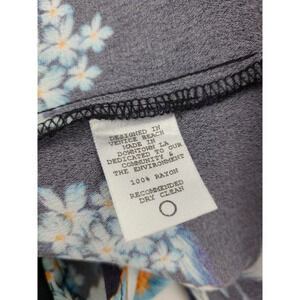 DESIGNED IN
VENICE BEACH
MADE IN
DOWNTOWN LA
DEDICATED TO OUR
COMMUNITY &
THE ENVIRONMENT
100% RAYON
RECOMMENDED
DRY CLEAN